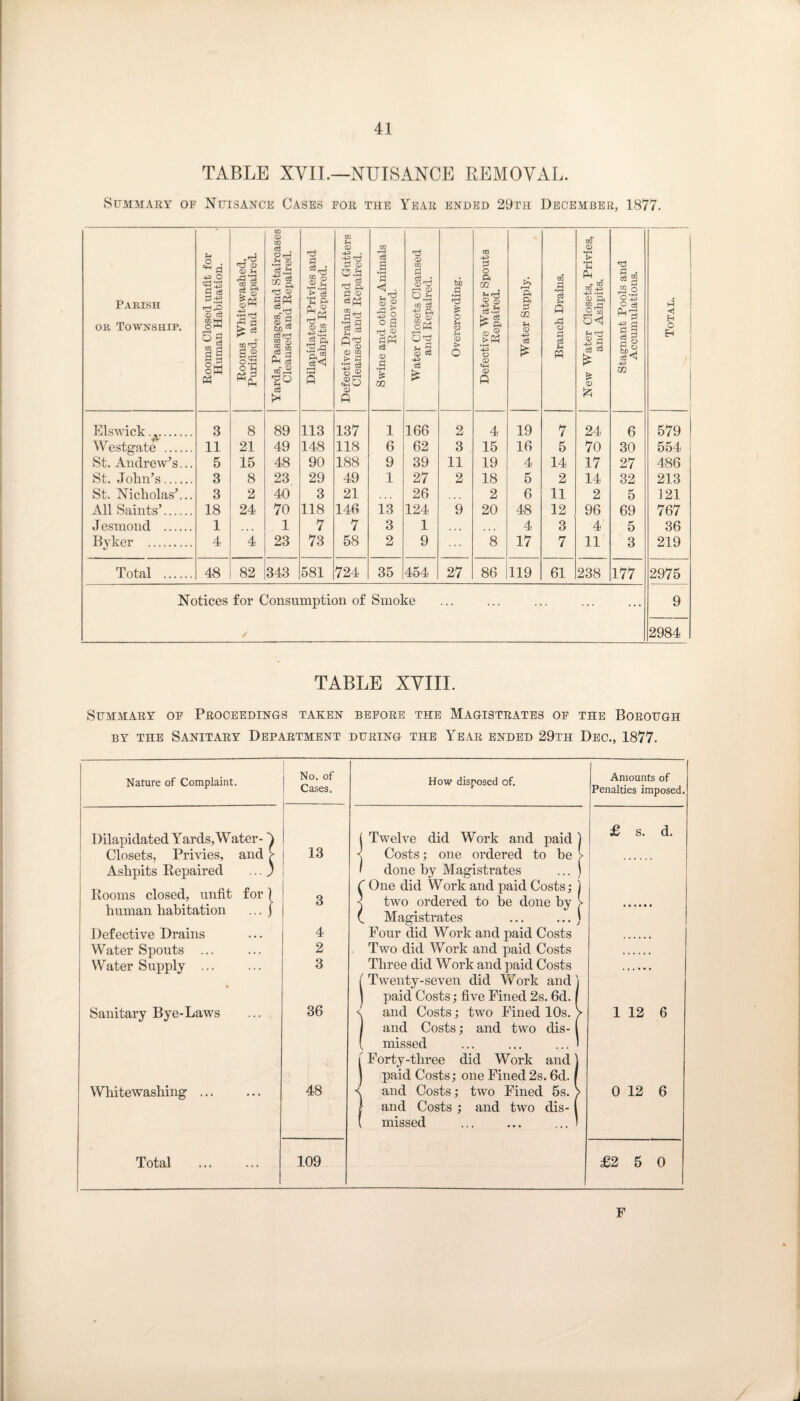 41
TABLE XVII.—NUISANCE REMOVAL.
Summary of Nuisance Cases for the Year ended 29th December, 1877.
Parish or Township. | Rooms Closed unfit for Human Habitation. | Rooms Whitewashed, Purified, and Repaired. | Yards, Passages, and Staircases Cleansed and Repaired. | Dilapidated Privies and Ashpits Repaired. | Defective Drains and Gutters Cleansed and Repaired. | Swine and other Animals Removed | Water Closets Cleansed and Repaired. | Overcrowding. | Defective Water Spouts Repaired. | Water Supply. | Branch Drains. | New Water Closets, Privies, and Ashpits. | Stagnant Pools and Accumulations. | Total.
Elswick ........ 3 8 89 113 137 1 166 2 4 19 7 24 6 579
Westgate ...... 11 21 49 148 118 6 62 3 15 16 5 70 30 554
St. Andrew's... 5 15 48 90 188 9 39 11 19 4 14 17 27 486
St. John's...... 3 8 23 29 49 1 27 2 18 5 2 14 32 213
St. Nicholas'... 3 2 40 3 21 ... 26 ... 2 6 11 2 5 121
All Saints'...... 18 24 70 118 146 13 124 9 20 48 12 96 69 767
Jesmond ...... 1 ... 1 7 7 3 1 ... ... 4 3 4 5 36
Byker ......... 4 4 23 73 58 2 9 ... 8 17 7 11 3 219
Total ...... 48 82 343 581 724 35 454 27 86 119 61 238 177 2975
Notices for Consumption of Smoke ... ... ... ... ... 9
2984
TABLE XVIII.
Summary of Proceedings taken before the Magistrates of the Borough
by the Sanitary Department during the Year ended 29th Dec., 1877.
Nature of Complaint. | No. of Cases. | How disposed of. | Amounts of Penalties imposed.
£ s. d.
Dilapidated Yards, Water- Twelve did Work and paid
Closets, Privies, and 13 Costs; one ordered to be ......
Ashpits Repaired ... done by Magistrates ...
Rooms closed, unfit for One did Work and paid Costs;
human habitation ... 3 two ordered to be done by ......
Magistrates ... ...
Defective Drains ... 4 Four did Work and paid Costs ......
Water Spouts ... ... 2 Two did Work and paid Costs ......
Water Supply ... ... 3 Three did Work and paid Costs ......
Twenty-seven did Work and
paid Costs; five Fined 2s. 6d.
Sanitary Bye-Laws ... 36 and Costs; two Fined 10s. 1 12 6
and Costs; and two dis-
missed ... ... ...
Forty-three did Work and
paid Costs; one Fined 2s. 6d.
Whitewashing ... ... 48 and Costs; two Fined 5s. 0 12 6
and Costs ; and two dis-
missed ... ... ...
Total ... ... 109 £2 5 0
F